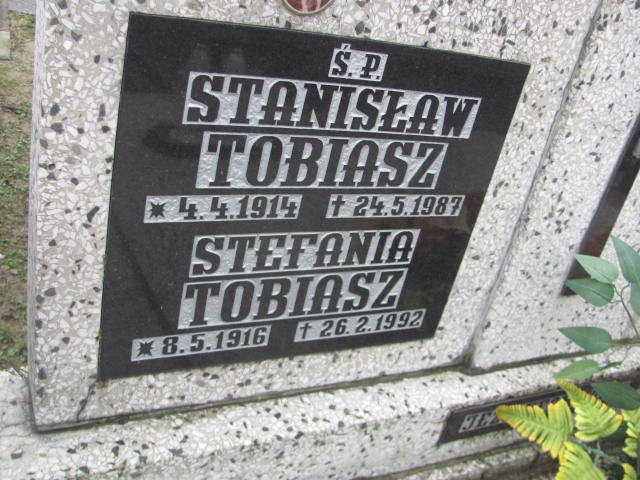 Ś. P.
STANISŁAW
TOBIASZ
* 4.4.1914 † 24.5.1987
STEFANIA
TOBIASZ
* 8.5.1916 † 26.2.1992